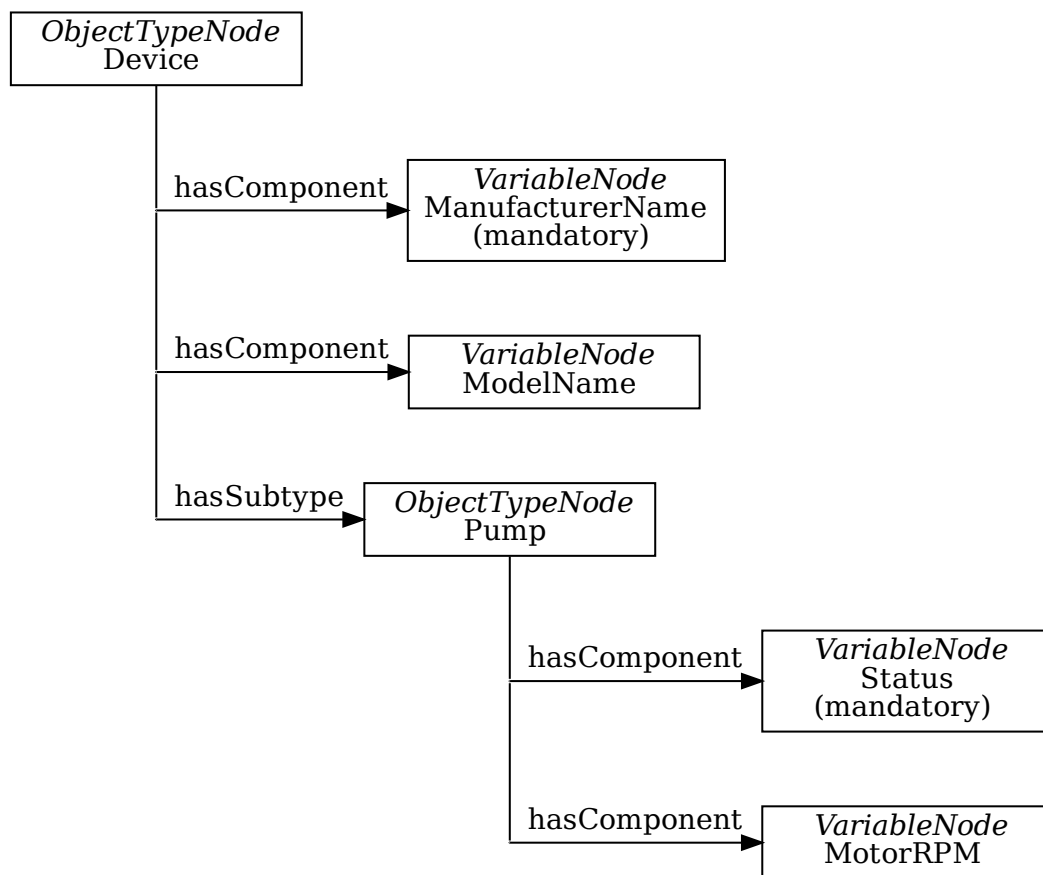 ObjectTypeNode
Device
hasComponent
VariableNode
ManufacturerName
(mandatory)
hasComponent
VariableNode
ModelName
hasSubtype
ObjectTypeNode
Pump
hasComponent
VariableNode
Status
(mandatory)
hasComponent
VariableNode
MotorRPM